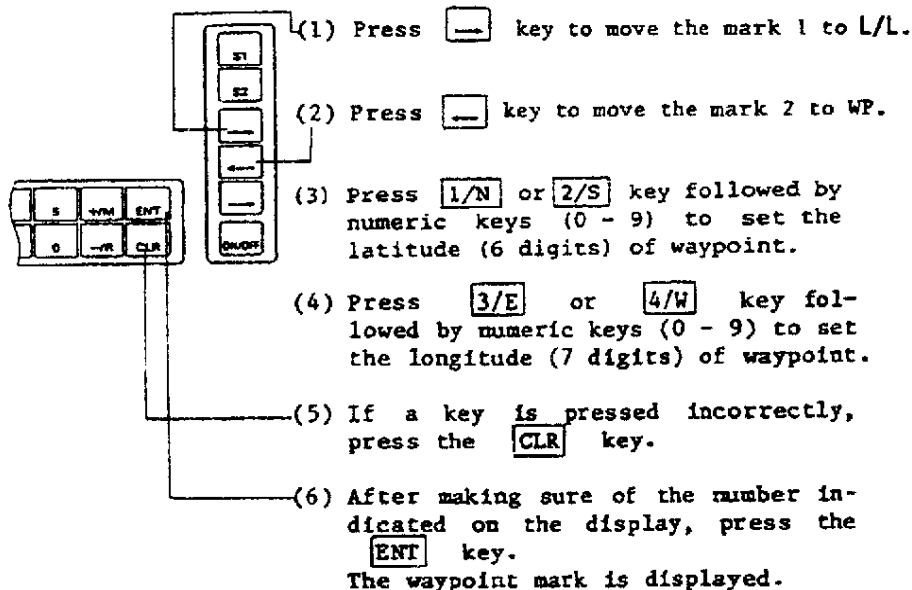 (1) Press → key to move the mark 1 to L/L.
S1
S2
→
(2) Press ← key to move the mark 2 to WP.
←
(3) Press 1/N or 2/S key followed by
numeric keys (0 - 9) to set the
latitude (6 digits) of waypoint.
5 +/M ENT
0 -/R CLR
ON/OFF
(4) Press 3/E or 4/W key fol-
lowed by numeric keys (0 - 9) to set
the longitude (7 digits) of waypoint.
(5) If a key is pressed incorrectly,
press the CLR key.
(6) After making sure of the number in-
dicated on the display, press the
ENT key.
The waypoint mark is displayed.